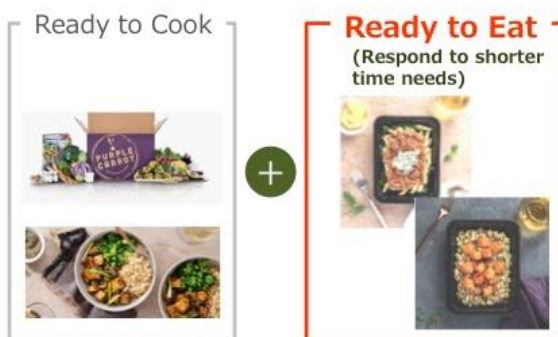 Ready to Cook
Ready to Eat
(Respond to shorter
time needs)
PURPLE
CARROT